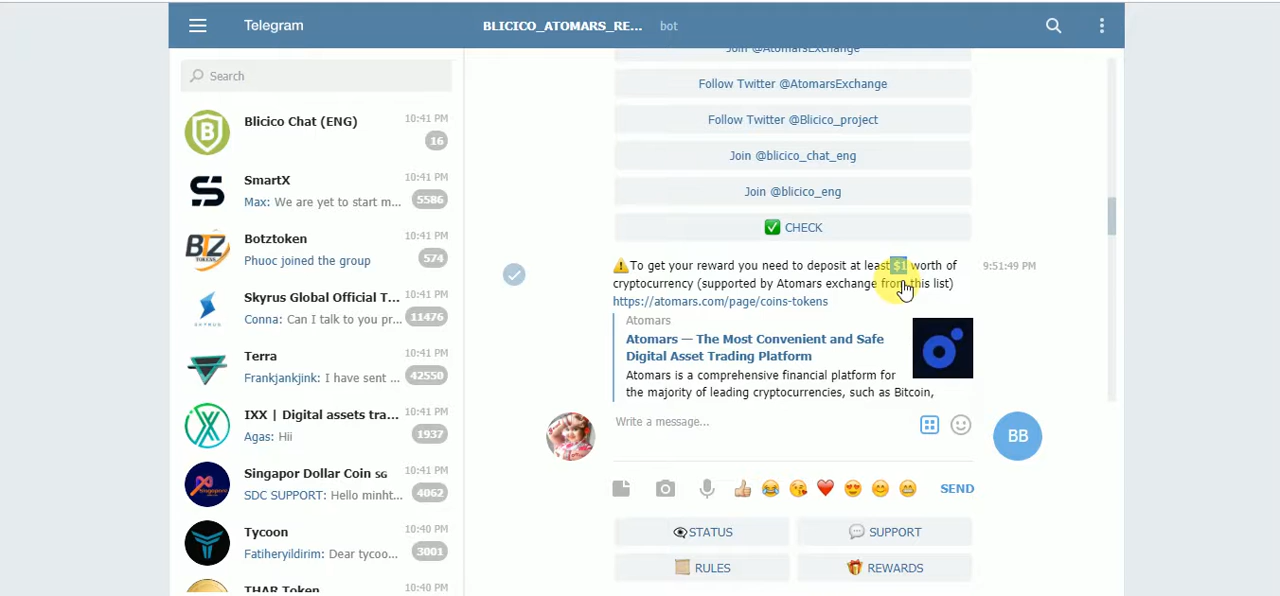 Telegram
BLICICO_ATOMARS_RE... bot
Search
Blicico Chat (ENG) 10:41 PM
16
SmartX 10:41 PM
Max: We are yet to start m... 5586
Botztoken 10:41 PM
Phuoc joined the group 574
Skyrus Global Official T... 10:41 PM
Conna: Can I talk to you pr... 11476
Terra 10:41 PM
Frankjankjink: I have sent ... 42550
IXX | Digital assets tra... 10:41 PM
Agas: Hii 1937
Singapor Dollar Coin SG 10:41 PM
SDC SUPPORT: Hello minht... 4062
Tycoon 10:40 PM
Fatiheryildirim: Dear tycoo... 3001
THAR Token 10:40 PM
Join @AtomarsExchange
Follow Twitter @AtomarsExchange
Follow Twitter @Blicico_project
Join @blicico_chat_eng
Join @blicico_eng
✅ CHECK
⚠️To get your reward you need to deposit at least $1 worth of 9:51:49 PM
cryptocurrency (supported by Atomars exchange from this list)
https://atomars.com/page/coins-tokens
Atomars
Atomars — The Most Convenient and Safe
Digital Asset Trading Platform
Atomars is a comprehensive financial platform for
the majority of leading cryptocurrencies, such as Bitcoin,
Write a message...
BB
SEND
STATUS
SUPPORT
RULES
REWARDS